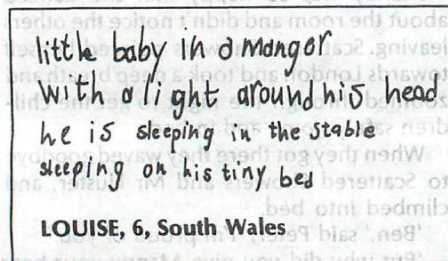 little baby in a manger
with a light around his head
he is sleeping in the stable
sleeping on his tiny bed
LOUISE, 6, South Wales